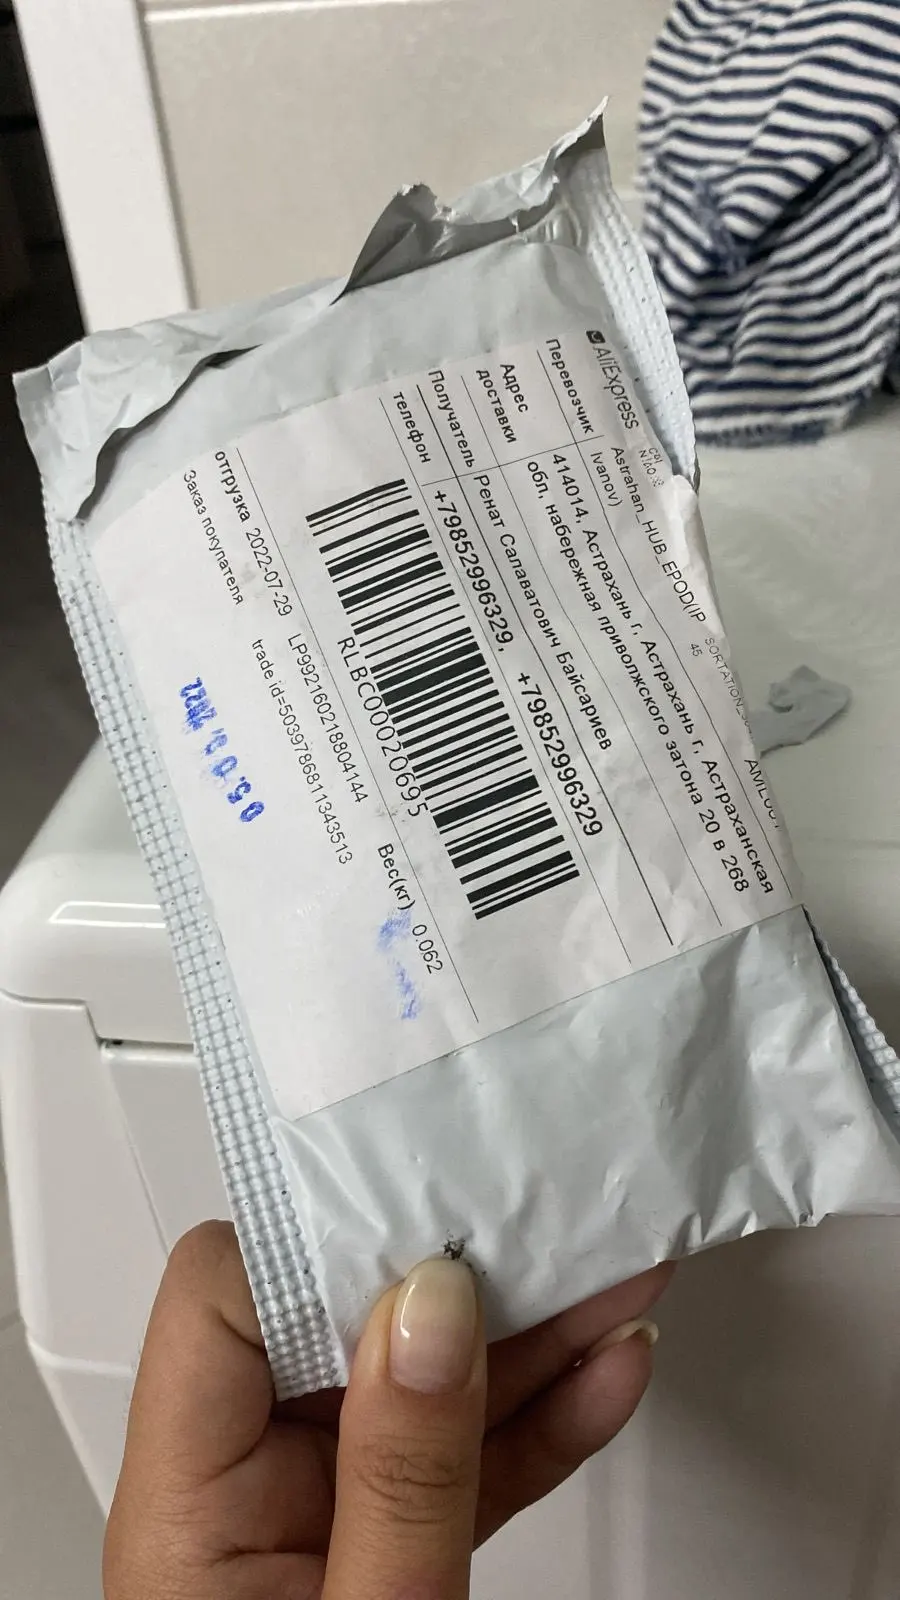 AliExpress
Перевозчик Astrahan_HUB_EPOD(IP
Ivanov)
45
Адрес доставки 414014, Астрахань г, Астрахань г, Астраханская
обл, набережная приволжского затона 20 в 268
Получатель Ренат Салаватович Байсариев
телефон +79852996329, +79852996329
RLBC00020695
Вес(кг) 0.062
отгрузка 2022-07-29 LP992160218804144
Заказ покупателя trade id=5039786811343513